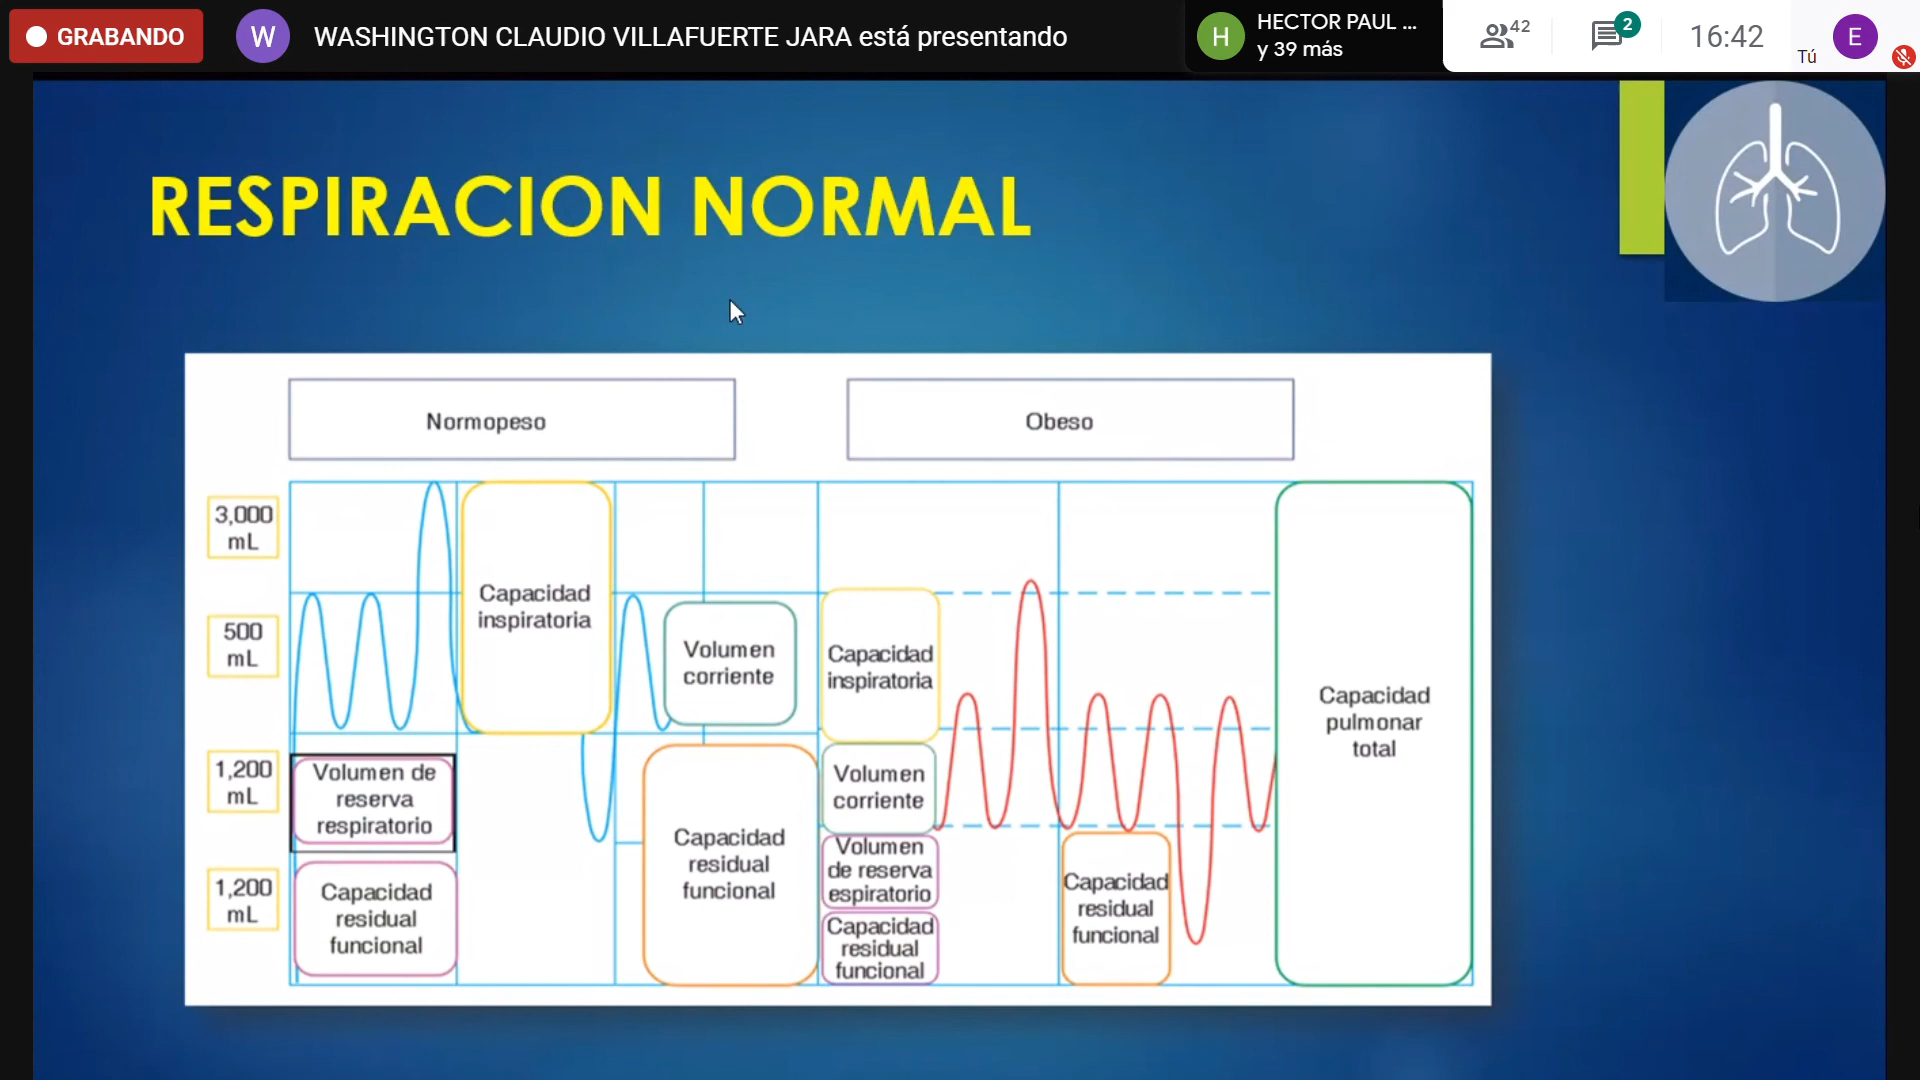 GRABANDO
W
WASHINGTON CLAUDIO VILLAFUERTE JARA está presentando
H
HECTOR PAUL ...
y 39 más
42
2
16:42
Tú
E
RESPIRACION NORMAL
Normopeso
Obeso
3,000
mL
500
mL
1,200
mL
1,200
mL
Capacidad
inspiratoria
Volumen
corriente
Volumen de
reserva
respiratorio
Capacidad
residual
funcional
Capacidad
residual
funcional
Capacidad
inspiratoria
Volumen
corriente
Volumen
de reserva
espiratorio
Capacidad
residual
funcional
Capacidad
residual
funcional
Capacidad
pulmonar
total